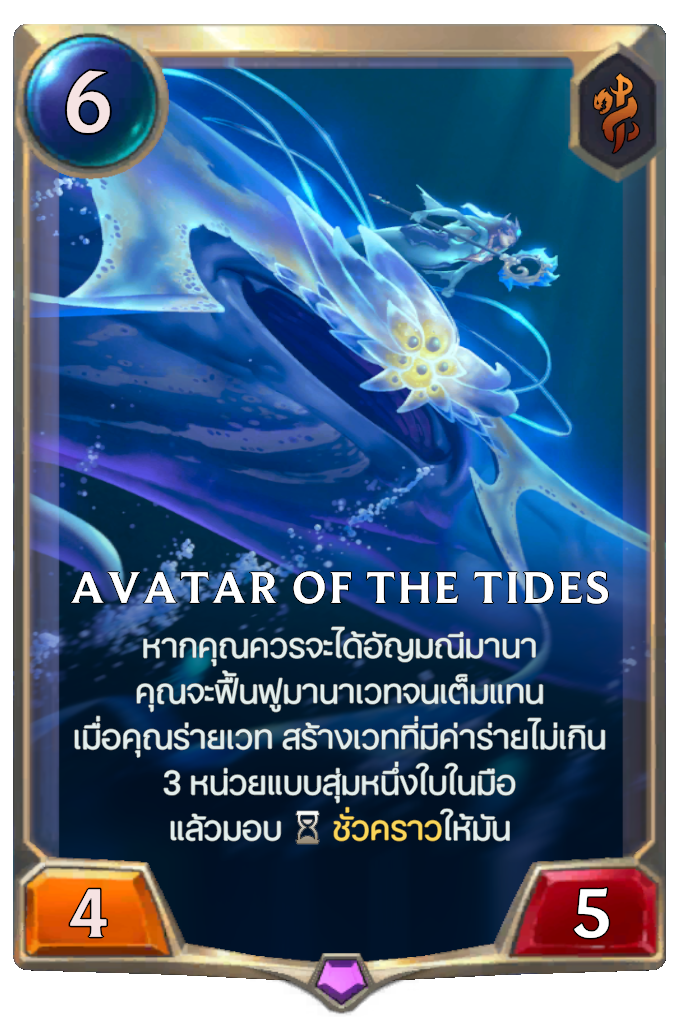 6
AVATAR OF THE TIDES
หากคุณควรจะได้อัญมณีมานา
คุณจะฟื้นฟูมานาเวทจนเต็มแทน
เมื่อคุณร่ายเวท สร้างเวทที่มีค่าร่ายไม่เกิน
3 หน่วยแบบสุ่มหนึ่งใบในมือ
แล้วมอบ ชั่วคราวให้มัน
4 5